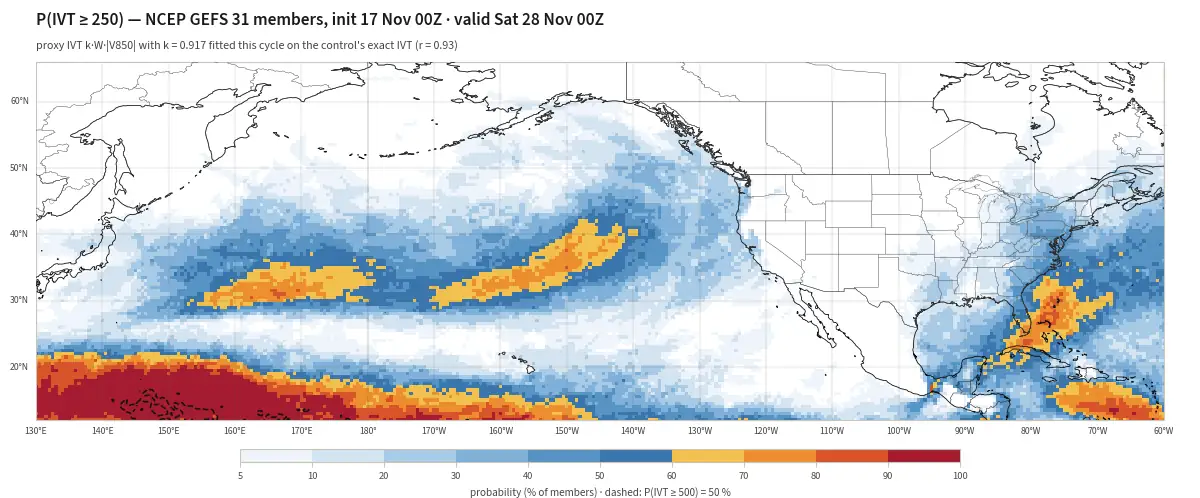 P(IVT ≥ 250) — NCEP GEFS 31 members, init 17 Nov 00Z · valid Sat 28 Nov 00Z
proxy IVT k·W·|V850| with k = 0.917 fitted this cycle on the control's exact IVT (r = 0.93)
60°N
50°N
40°N
30°N
20°N
130°E 140°E 150°E 160°E 170°E 180° 170°W 160°W 150°W 140°W 130°W 120°W 110°W 100°W 90°W 80°W 70°W 60°W
5 10 20 30 40 50 60 70 80 90 100
probability (% of members) · dashed: P(IVT ≥ 500) = 50 %